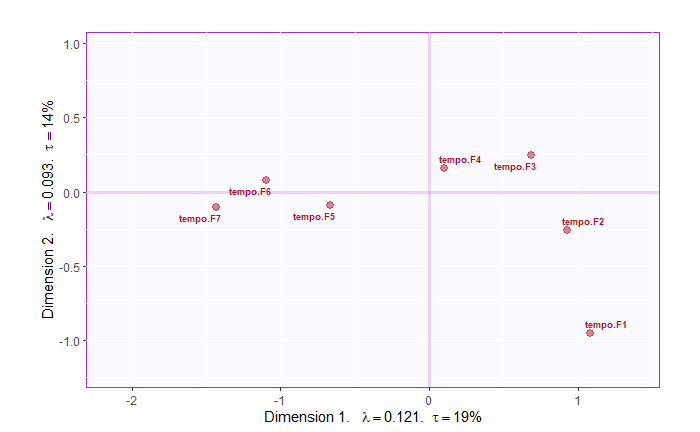 1.0
0.5
0.0
-0.5
-1.0
Dimension 2. λ = 0.093. τ = 14%
tempo.F4
tempo.F3
tempo.F6
tempo.F7
tempo.F5
tempo.F2
tempo.F1
-2
-1
0
1
Dimension 1. λ = 0.121. τ = 19%